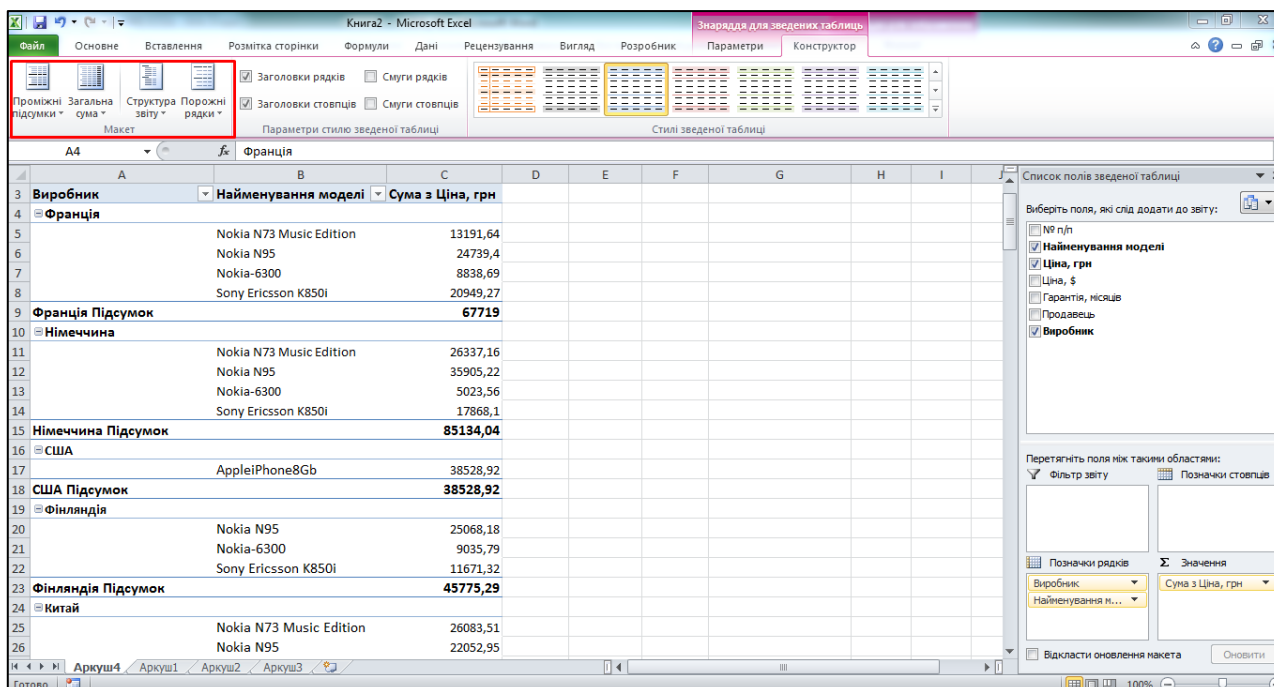 Книга2 - Microsoft Excel
Знаряддя для зведених таблиць
Файл Основне Вставлення Розмітка сторінки Формули Дані Рецензування Вигляд Розробник Параметри Конструктор
Проміжні підсумки
Загальна сума
Структура звіту
Порожні рядки
Макет
Заголовки рядків Смуги рядків
Заголовки стовпців Смуги стовпців
Параметри стилю зведеної таблиці
Стилі зведеної таблиці
A4 fx Франція
A B C D E F G H I J
3 Виробник Найменування моделі Сума з Ціна, грн
4 Франція
5 Nokia N73 Music Edition 13191,64
6 Nokia N95 24739,4
7 Nokia-6300 8838,69
8 Sony Ericsson K850i 20949,27
9 Франція Підсумок 67719
10 Німеччина
11 Nokia N73 Music Edition 26337,16
12 Nokia N95 35905,22
13 Nokia-6300 5023,56
14 Sony Ericsson K850i 17868,1
15 Німеччина Підсумок 85134,04
16 США
17 AppleiPhone8Gb 38528,92
18 США Підсумок 38528,92
19 Фінляндія
20 Nokia N95 25068,18
21 Nokia-6300 9035,79
22 Sony Ericsson K850i 11671,32
23 Фінляндія Підсумок 45775,29
24 Китай
25 Nokia N73 Music Edition 26083,51
26 Nokia N95 22052,95
Аркуш4 Аркуш1 Аркуш2 Аркуш3
Готово 100%
Список полів зведеної таблиці
Виберіть поля, які слід додати до звіту:
№ п/п
Найменування моделі
Ціна, грн
Ціна, $
Гарантія, місяців
Продавець
Виробник
Перетягніть поля між такими областями:
Фільтр звіту Позначки стовпців
Позначки рядків Σ Значення
Виробник Сума з Ціна, грн
Найменування м...
Відкласти оновлення макета Оновити